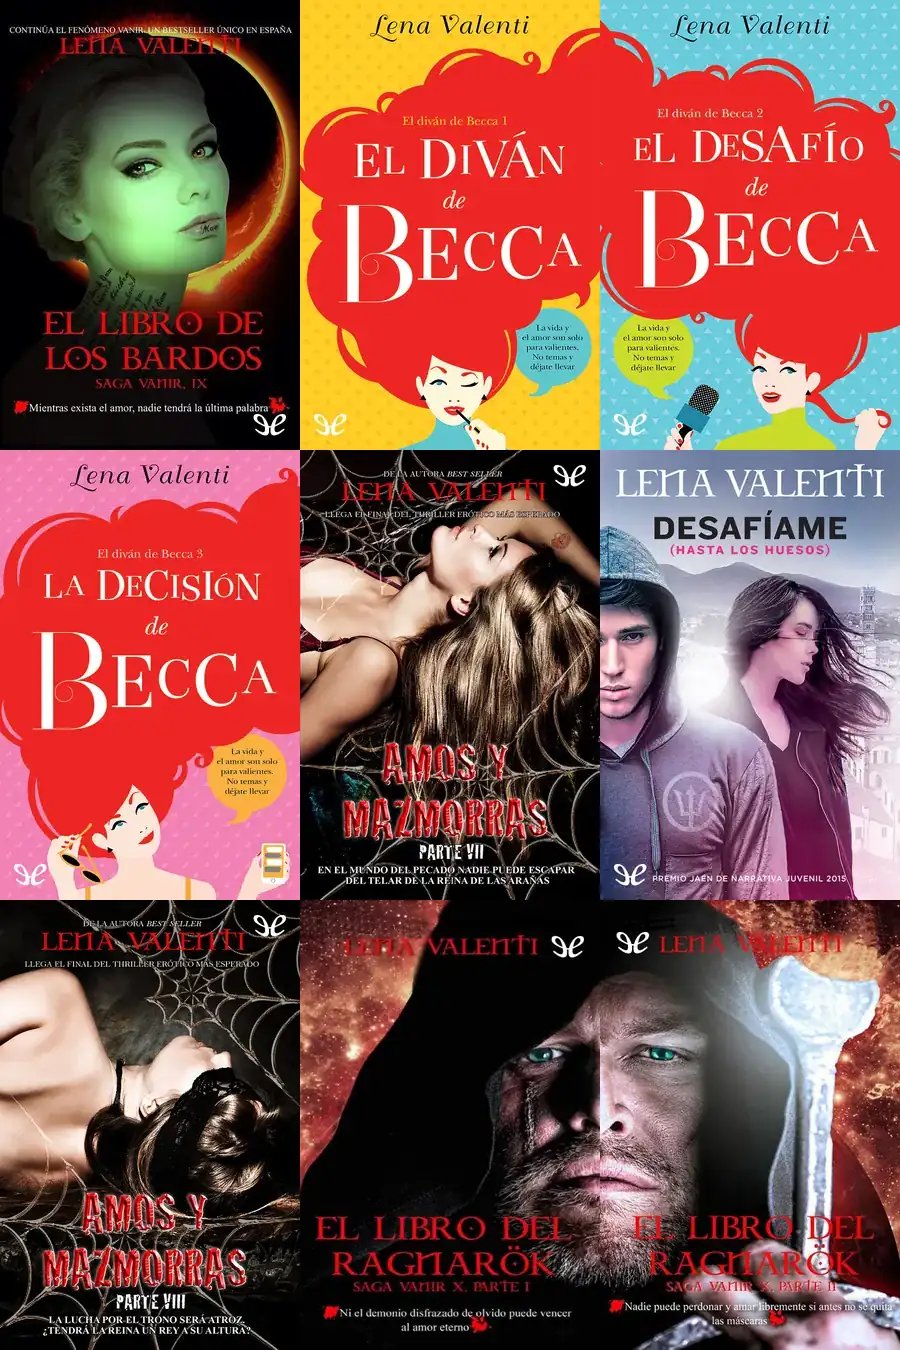 CONTINÚA EL FENÓMENO VANIR, UN BESTSELLER ÚNICO EN ESPAÑA
LENA VALENTI
EL LIBRO DE
LOS BARDOS
SAGA VANIR, IX
Mientras exista el amor, nadie tendrá la última palabra
Lena Valenti
El diván de Becca 1
EL DIVÁN
de
BECCA
La vida y
el amor son solo
para valientes.
No temas y
déjate llevar
Lena Valenti
El diván de Becca 2
EL DESAFÍO
de
BECCA
La vida y
el amor son solo
para valientes.
No temas y
déjate llevar
Lena Valenti
El diván de Becca 3
LA DECISIÓN
de
BECCA
La vida y
el amor son solo
para valientes.
No temas y
déjate llevar
DE LA AUTORA BEST SELLER
LENA VALENTI
LLEGA EL FINAL DEL THRILLER ERÓTICO MÁS ESPERADO
AMOS Y
MAZMORRAS
PARTE VII
EN EL MUNDO DEL PECADO NADIE PUEDE ESCAPAR
DEL TELAR DE LA REINA DE LAS ARAÑAS
LENA VALENTI
DESAFÍAME
(HASTA LOS HUESOS)
PREMIO JAÉN DE NARRATIVA JUVENIL 2015
DE LA AUTORA BEST SELLER
LENA VALENTI
LLEGA EL FINAL DEL THRILLER ERÓTICO MÁS ESPERADO
AMOS Y
MAZMORRAS
PARTE VIII
LA LUCHA POR EL TRONO SERÁ ATROZ.
¿TENDRÁ LA REINA UN REY A SU ALTURA?
LENA VALENTI
EL LIBRO DEL
RAGNARÖK
SAGA VANIR X, PARTE I
Ni el demonio disfrazado de olvido puede vencer
al amor eterno
LENA VALENTI
EL LIBRO DEL
RAGNARÖK
SAGA VANIR X, PARTE II
Nadie puede perdonar y amar libremente si antes no se quita
las máscaras